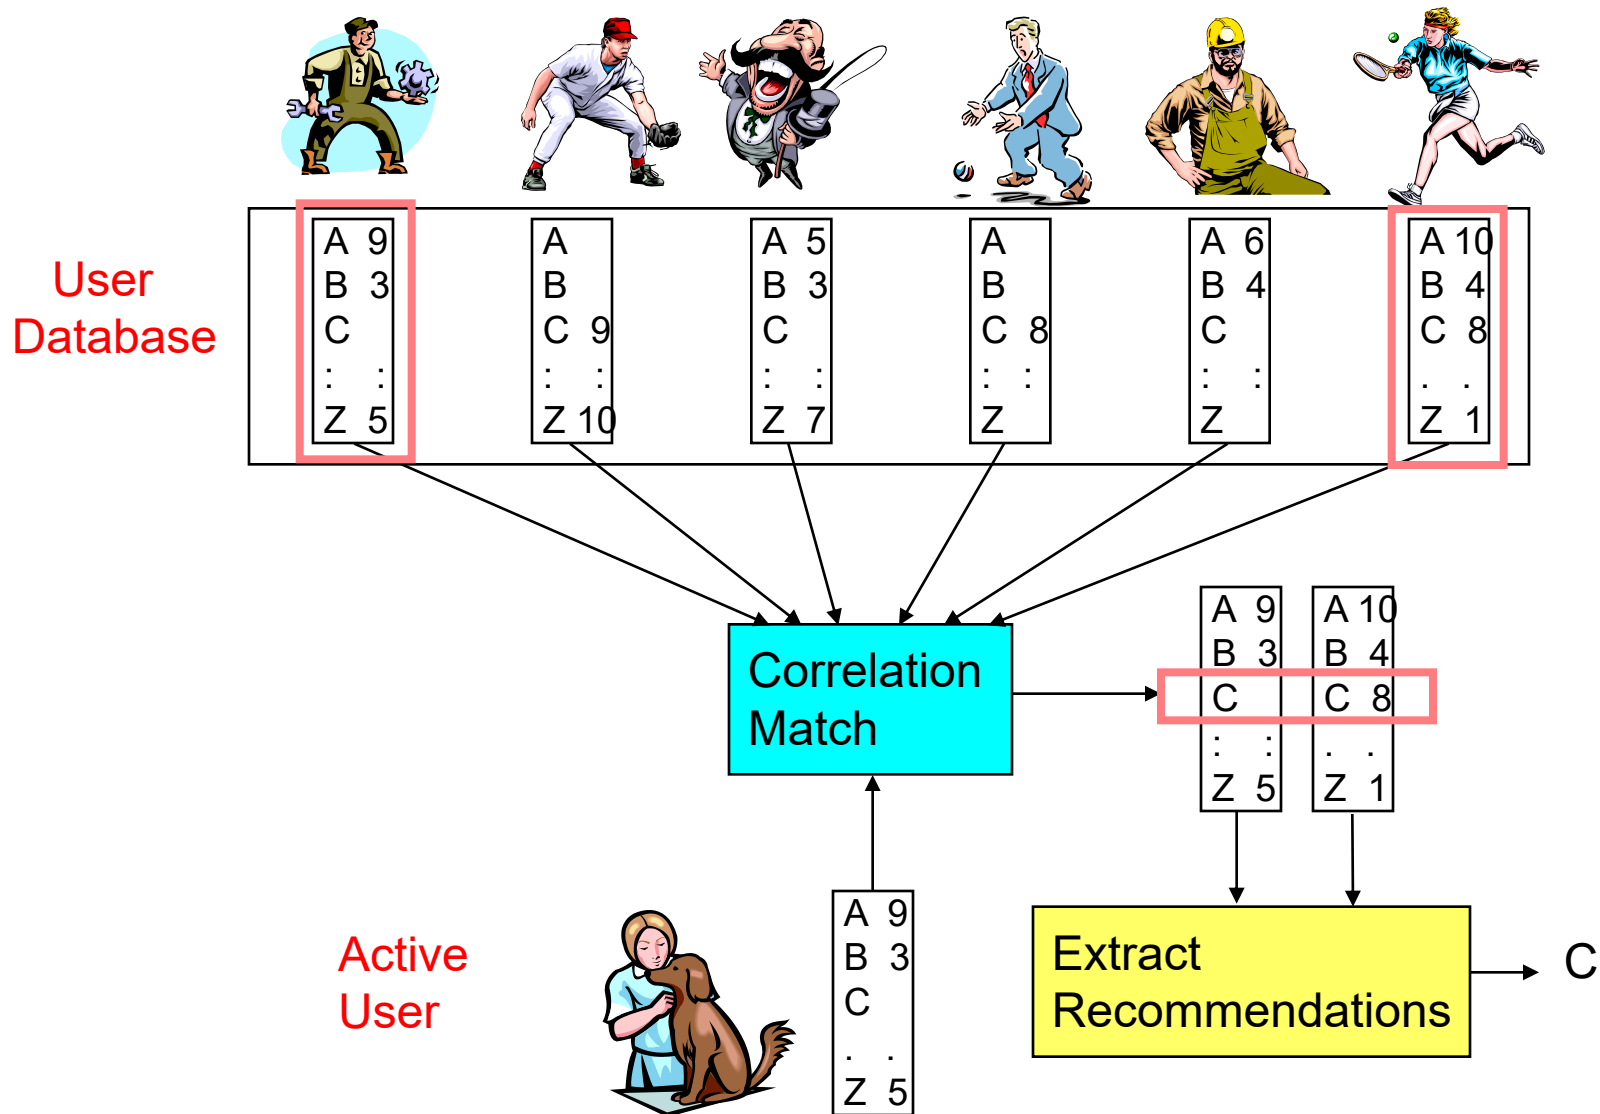 User
Database
A 9
B 3
C
: :
Z 5
A
B
C 9
: :
Z 10
A 5
B 3
C
: :
Z 7
A
B
C 8
: :
Z
A 6
B 4
C
: :
Z
A 10
B 4
C 8
. .
Z 1
Correlation
Match
A 9
B 3
C
: :
Z 5
A 10
B 4
C 8
. .
Z 1
Active
User
A 9
B 3
C
. .
Z 5
Extract
Recommendations
C